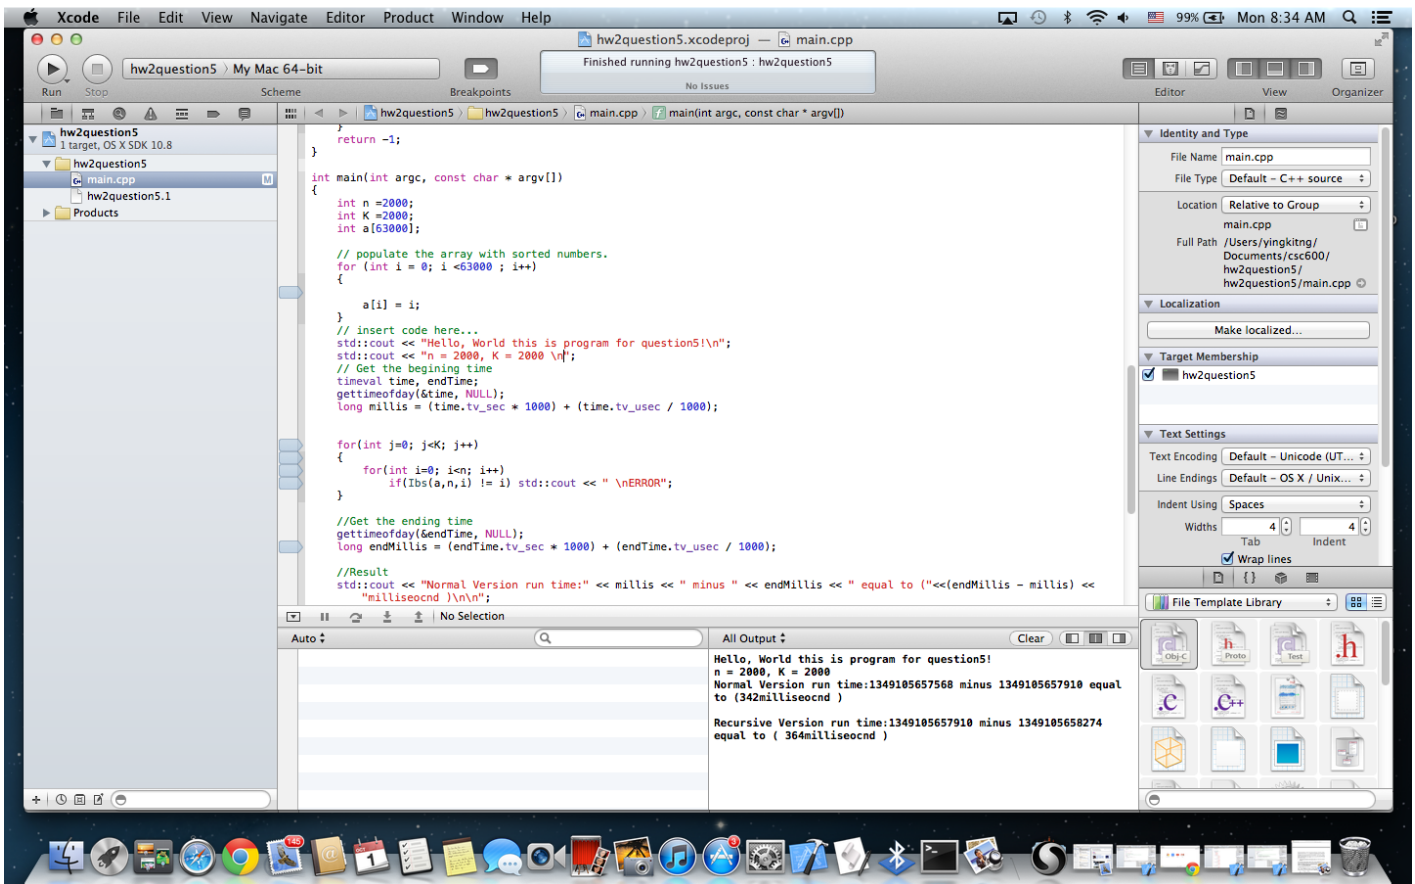 Xcode File Edit View Navigate Editor Product Window Help 99% Mon 8:34 AM
hw2question5.xcodeproj — main.cpp
hw2question5 > My Mac 64-bit
Finished running hw2question5 : hw2question5
No Issues
Run Stop Scheme Breakpoints Editor View Organizer
hw2question5
1 target, OS X SDK 10.8
hw2question5
main.cpp M
hw2question5.1
Products
hw2question5 > hw2question5 > main.cpp > main(int argc, const char * argv[])
}
return -1;
}
int main(int argc, const char * argv[])
{
int n =2000;
int K =2000;
int a[63000];
// populate the array with sorted numbers.
for (int i = 0; i <63000 ; i++)
{
a[i] = i;
}
// insert code here...
std::cout << "Hello, World this is program for question5!\n";
std::cout << "n = 2000, K = 2000 \n";
// Get the begining time
timeval time, endTime;
gettimeofday(&time, NULL);
long millis = (time.tv_sec * 1000) + (time.tv_usec / 1000);
for(int j=0; j<K; j++)
{
for(int i=0; i<n; i++)
if(Ibs(a,n,i) != i) std::cout << " \nERROR";
}
//Get the ending time
gettimeofday(&endTime, NULL);
long endMillis = (endTime.tv_sec * 1000) + (endTime.tv_usec / 1000);
//Result
std::cout << "Normal Version run time:" << millis << " minus " << endMillis << " equal to ("<<(endMillis - millis) <<
"milliseocnd )\n\n";
No Selection
Auto
All Output
Clear
Hello, World this is program for question5!
n = 2000, K = 2000
Normal Version run time:1349105657568 minus 1349105657910 equal
to (342milliseocnd )
Recursive Version run time:1349105657910 minus 1349105658274
equal to ( 364milliseocnd )
Identity and Type
File Name main.cpp
File Type Default - C++ source
Location Relative to Group
main.cpp
Full Path /Users/yingkitng/
Documents/csc600/
hw2question5/
hw2question5/main.cpp
Localization
Make localized...
Target Membership
hw2question5
Text Settings
Text Encoding Default - Unicode (UT...
Line Endings Default - OS X / Unix...
Indent Using Spaces
Widths 4 4
Tab Indent
Wrap lines
{ }
File Template Library
Obj-C Proto Test .h
.c C++
145
OCT
1
3